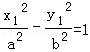 x₁²/a² − y₁²/b² =1